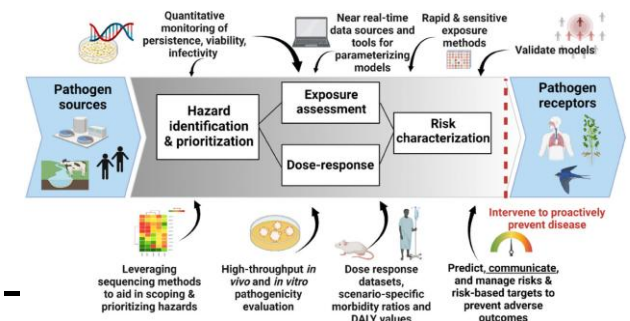 Quantitative
monitoring of
persistence, viability,
infectivity
Near real-time
data sources and
tools for
parameterizing
models
Rapid & sensitive
exposure
methods
Validate models
Pathogen
sources
Hazard
identification
& prioritization
Exposure
assessment
Dose-response
Risk
characterization
Pathogen
receptors
Intervene to proactively
prevent disease
Leveraging
sequencing methods
to aid in scoping &
prioritizing hazards
High-throughput in
vivo and in vitro
pathogenicity
evaluation
Dose response
datasets,
scenario-specific
morbidity ratios and
DALY values
Predict, communicate,
and manage risks &
risk-based targets to
prevent adverse
outcomes